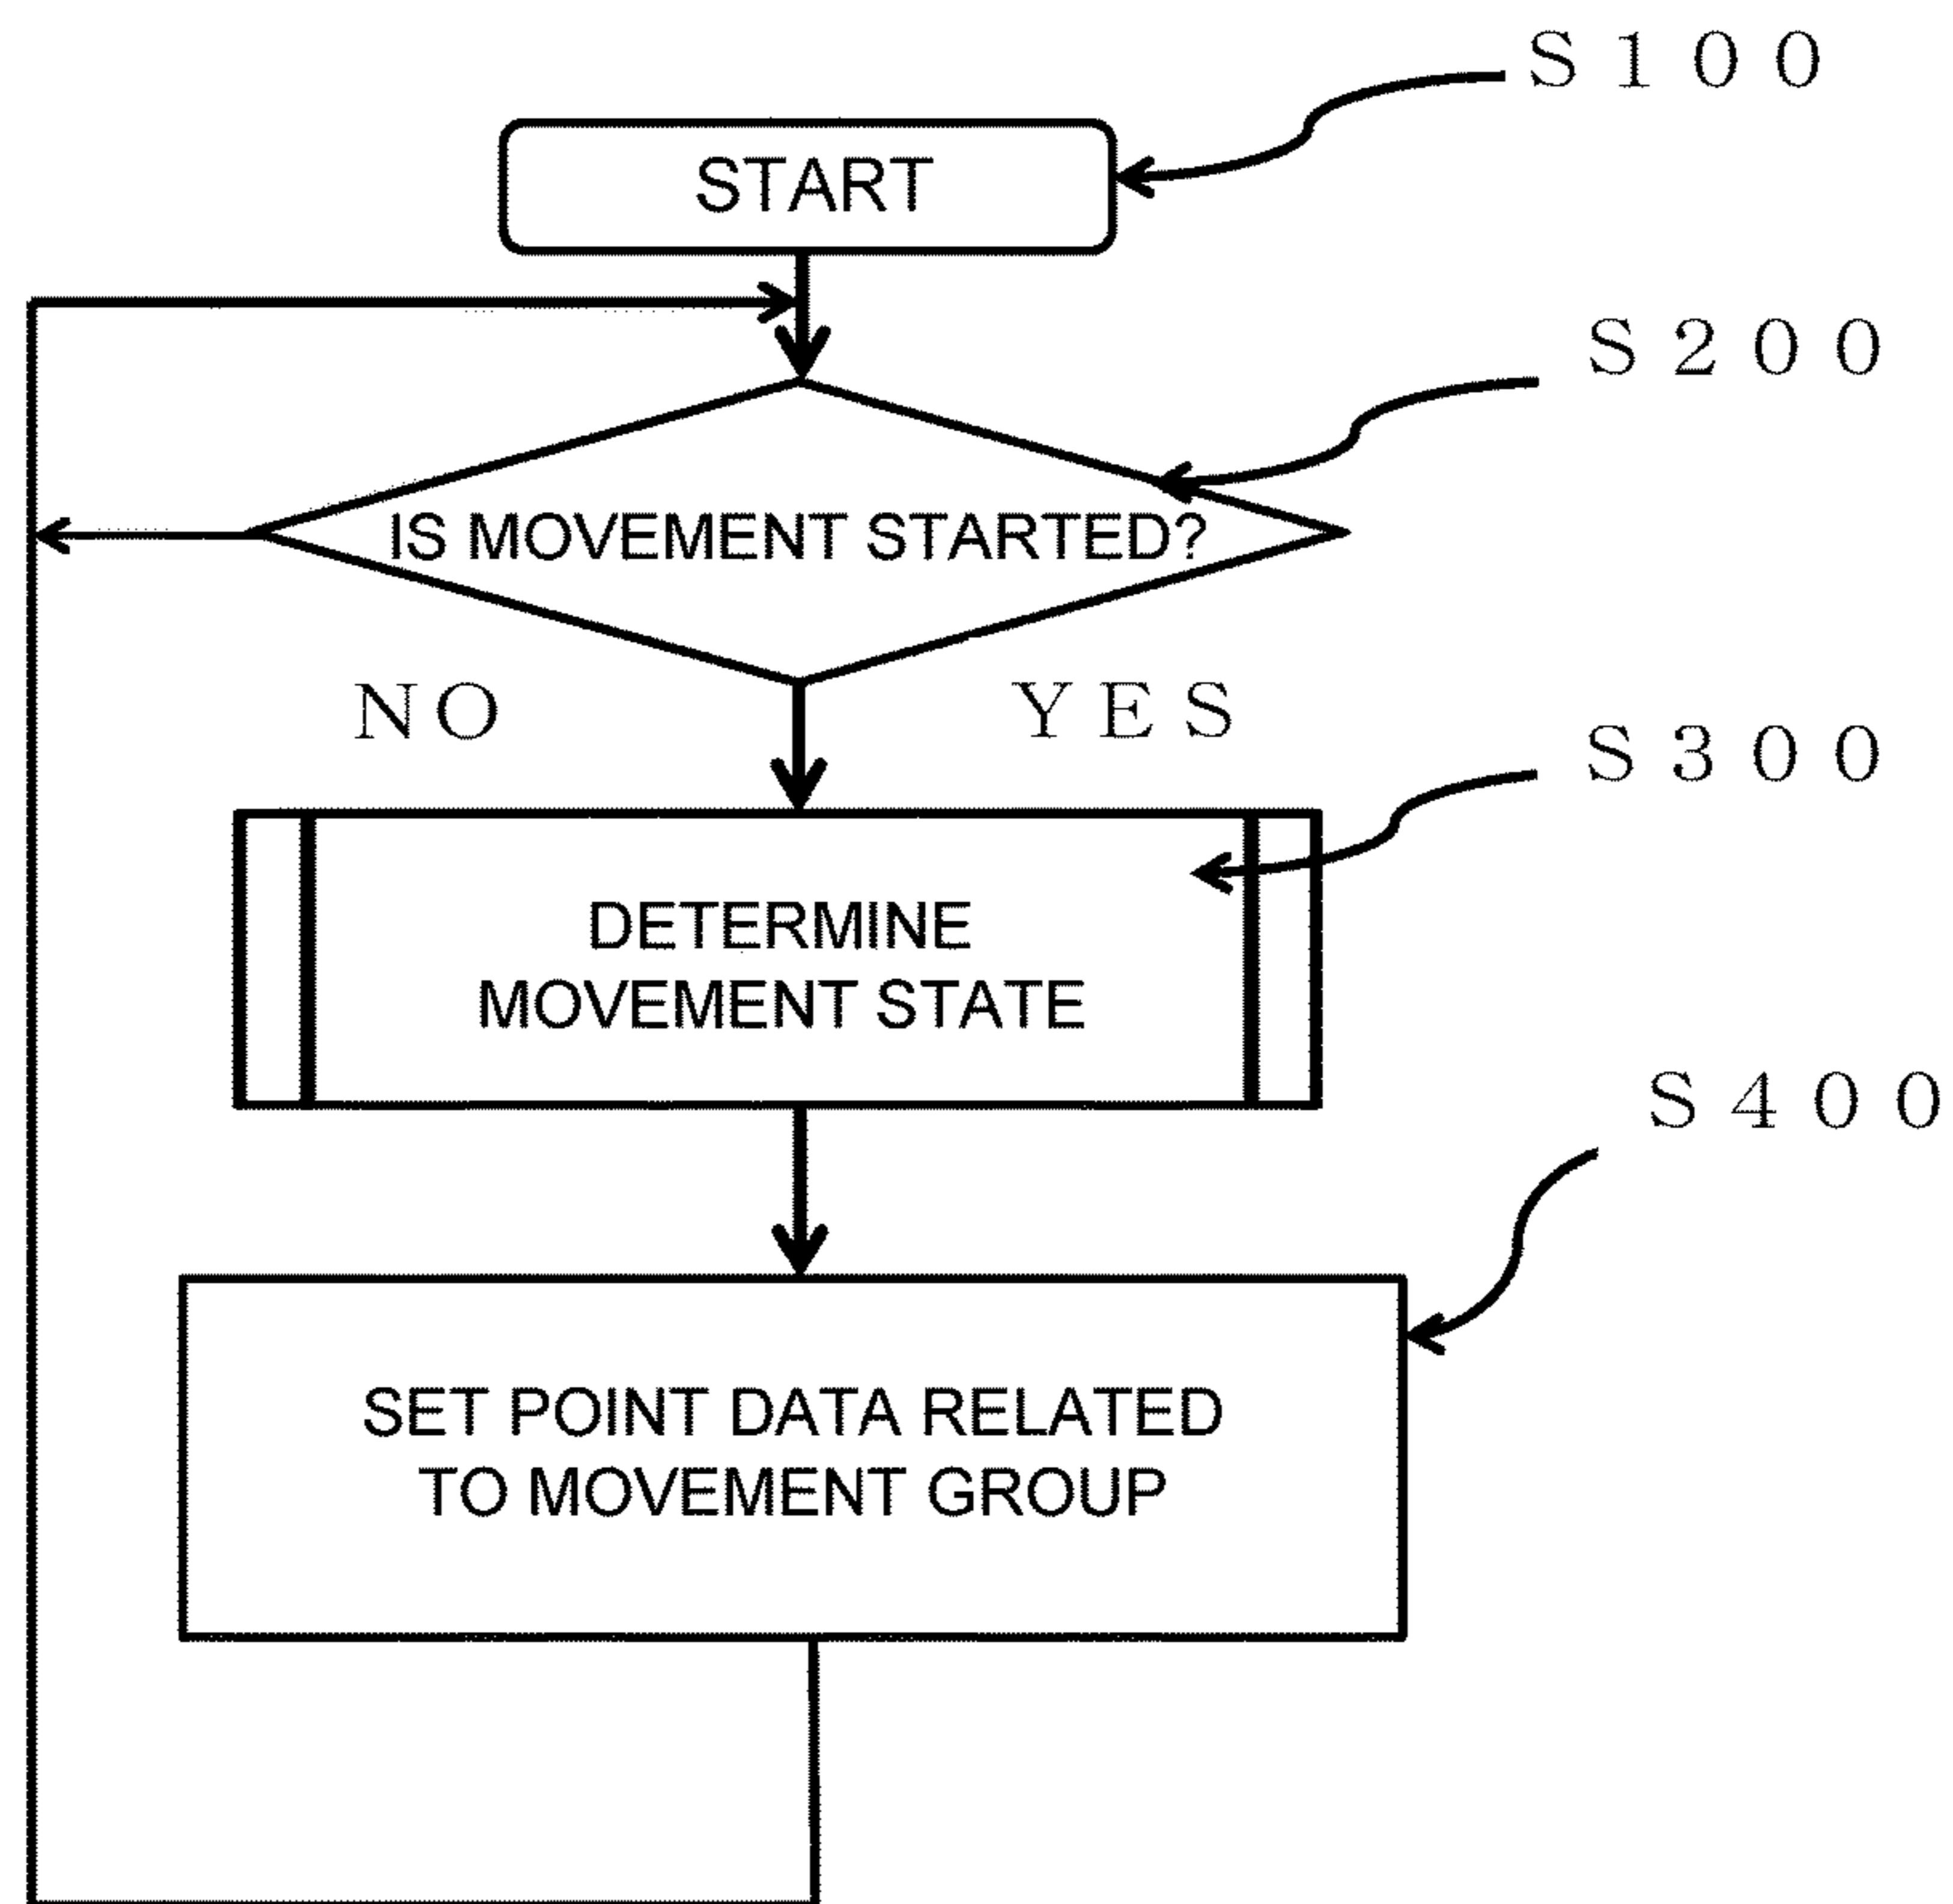 S100
START
S200
IS MOVEMENT STARTED?
NO
YES
S300
DETERMINE
MOVEMENT STATE
S400
SET POINT DATA RELATED
TO MOVEMENT GROUP